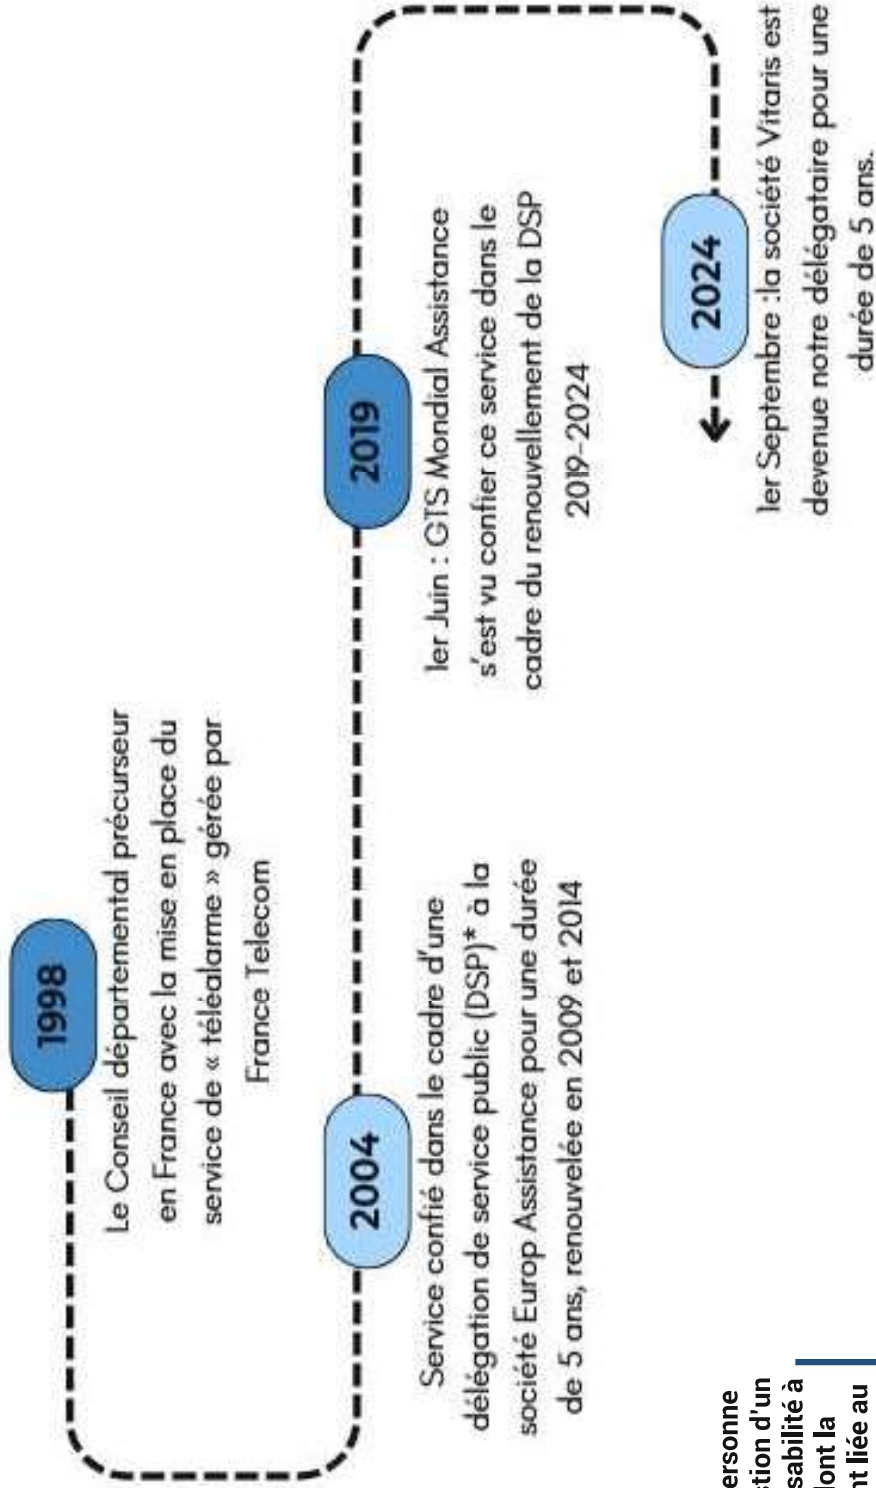 1998
Le Conseil départemental précurseur
en France avec la mise en place du
service de « téléalarme » gérée par
France Telecom
2004
Service confié dans le cadre d'une
délégation de service public (DSP)* à la
société Europ Assistance pour une durée
de 5 ans, renouvelée en 2009 et 2014
2019
1er Juin : GTS Mondial Assistance
s'est vu confier ce service dans le
cadre du renouvellement de la DSP
2019-2024
2024
1er Septembre :la société Vitaris est
devenue notre délégataire pour une
durée de 5 ans.
d'un
à
la
liée au